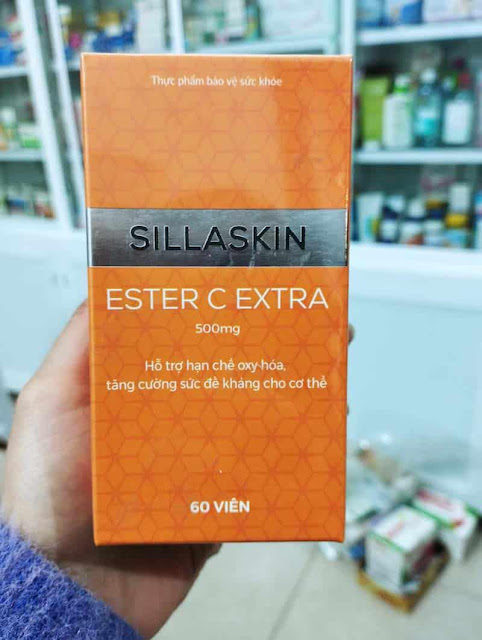 Thực phẩm bảo vệ sức khỏe
SILLASKIN
ESTER C EXTRA
500mg
Hỗ trợ hạn chế oxy hóa,
tăng cường sức đề kháng cho cơ thể
60 VIÊN